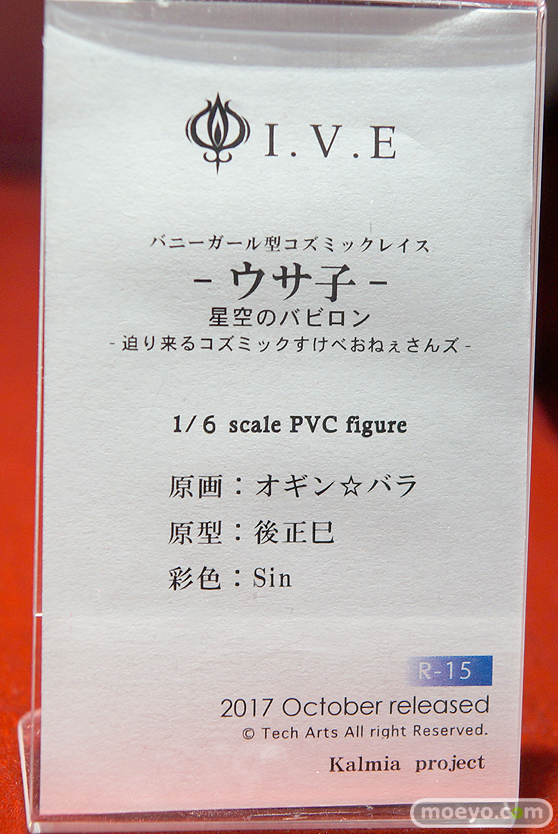 I.V.E
バニーガール型コズミックレイス
- ウサ子 -
星空のバビロン
- 迫り来るコズミックすけべおねぇさんズ -
1/6 scale PVC figure
原画：オギン☆バラ
原型：後正巳
彩色：Sin
R-15
2017 October released
© Tech Arts All right Reserved.
Kalmia project
moeyo.com